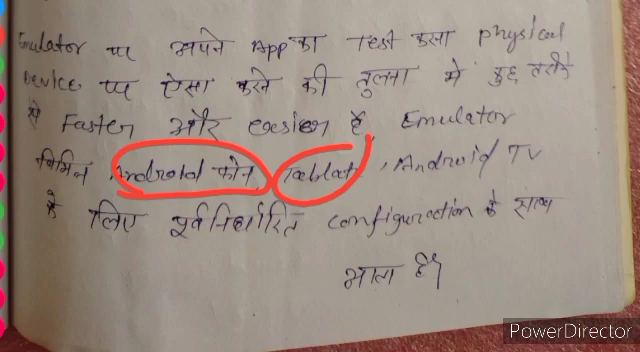 Emulator पर अपने App का Test करना physical
Device पर ऐसा करने की तुलना में कुछ तरीके
से Faster और easier है, Emulator
विभिन्न Android फोन, Tablet, Android TV
के लिए पूर्वनिर्धारित configuration के साथ
आता है।
PowerDirector